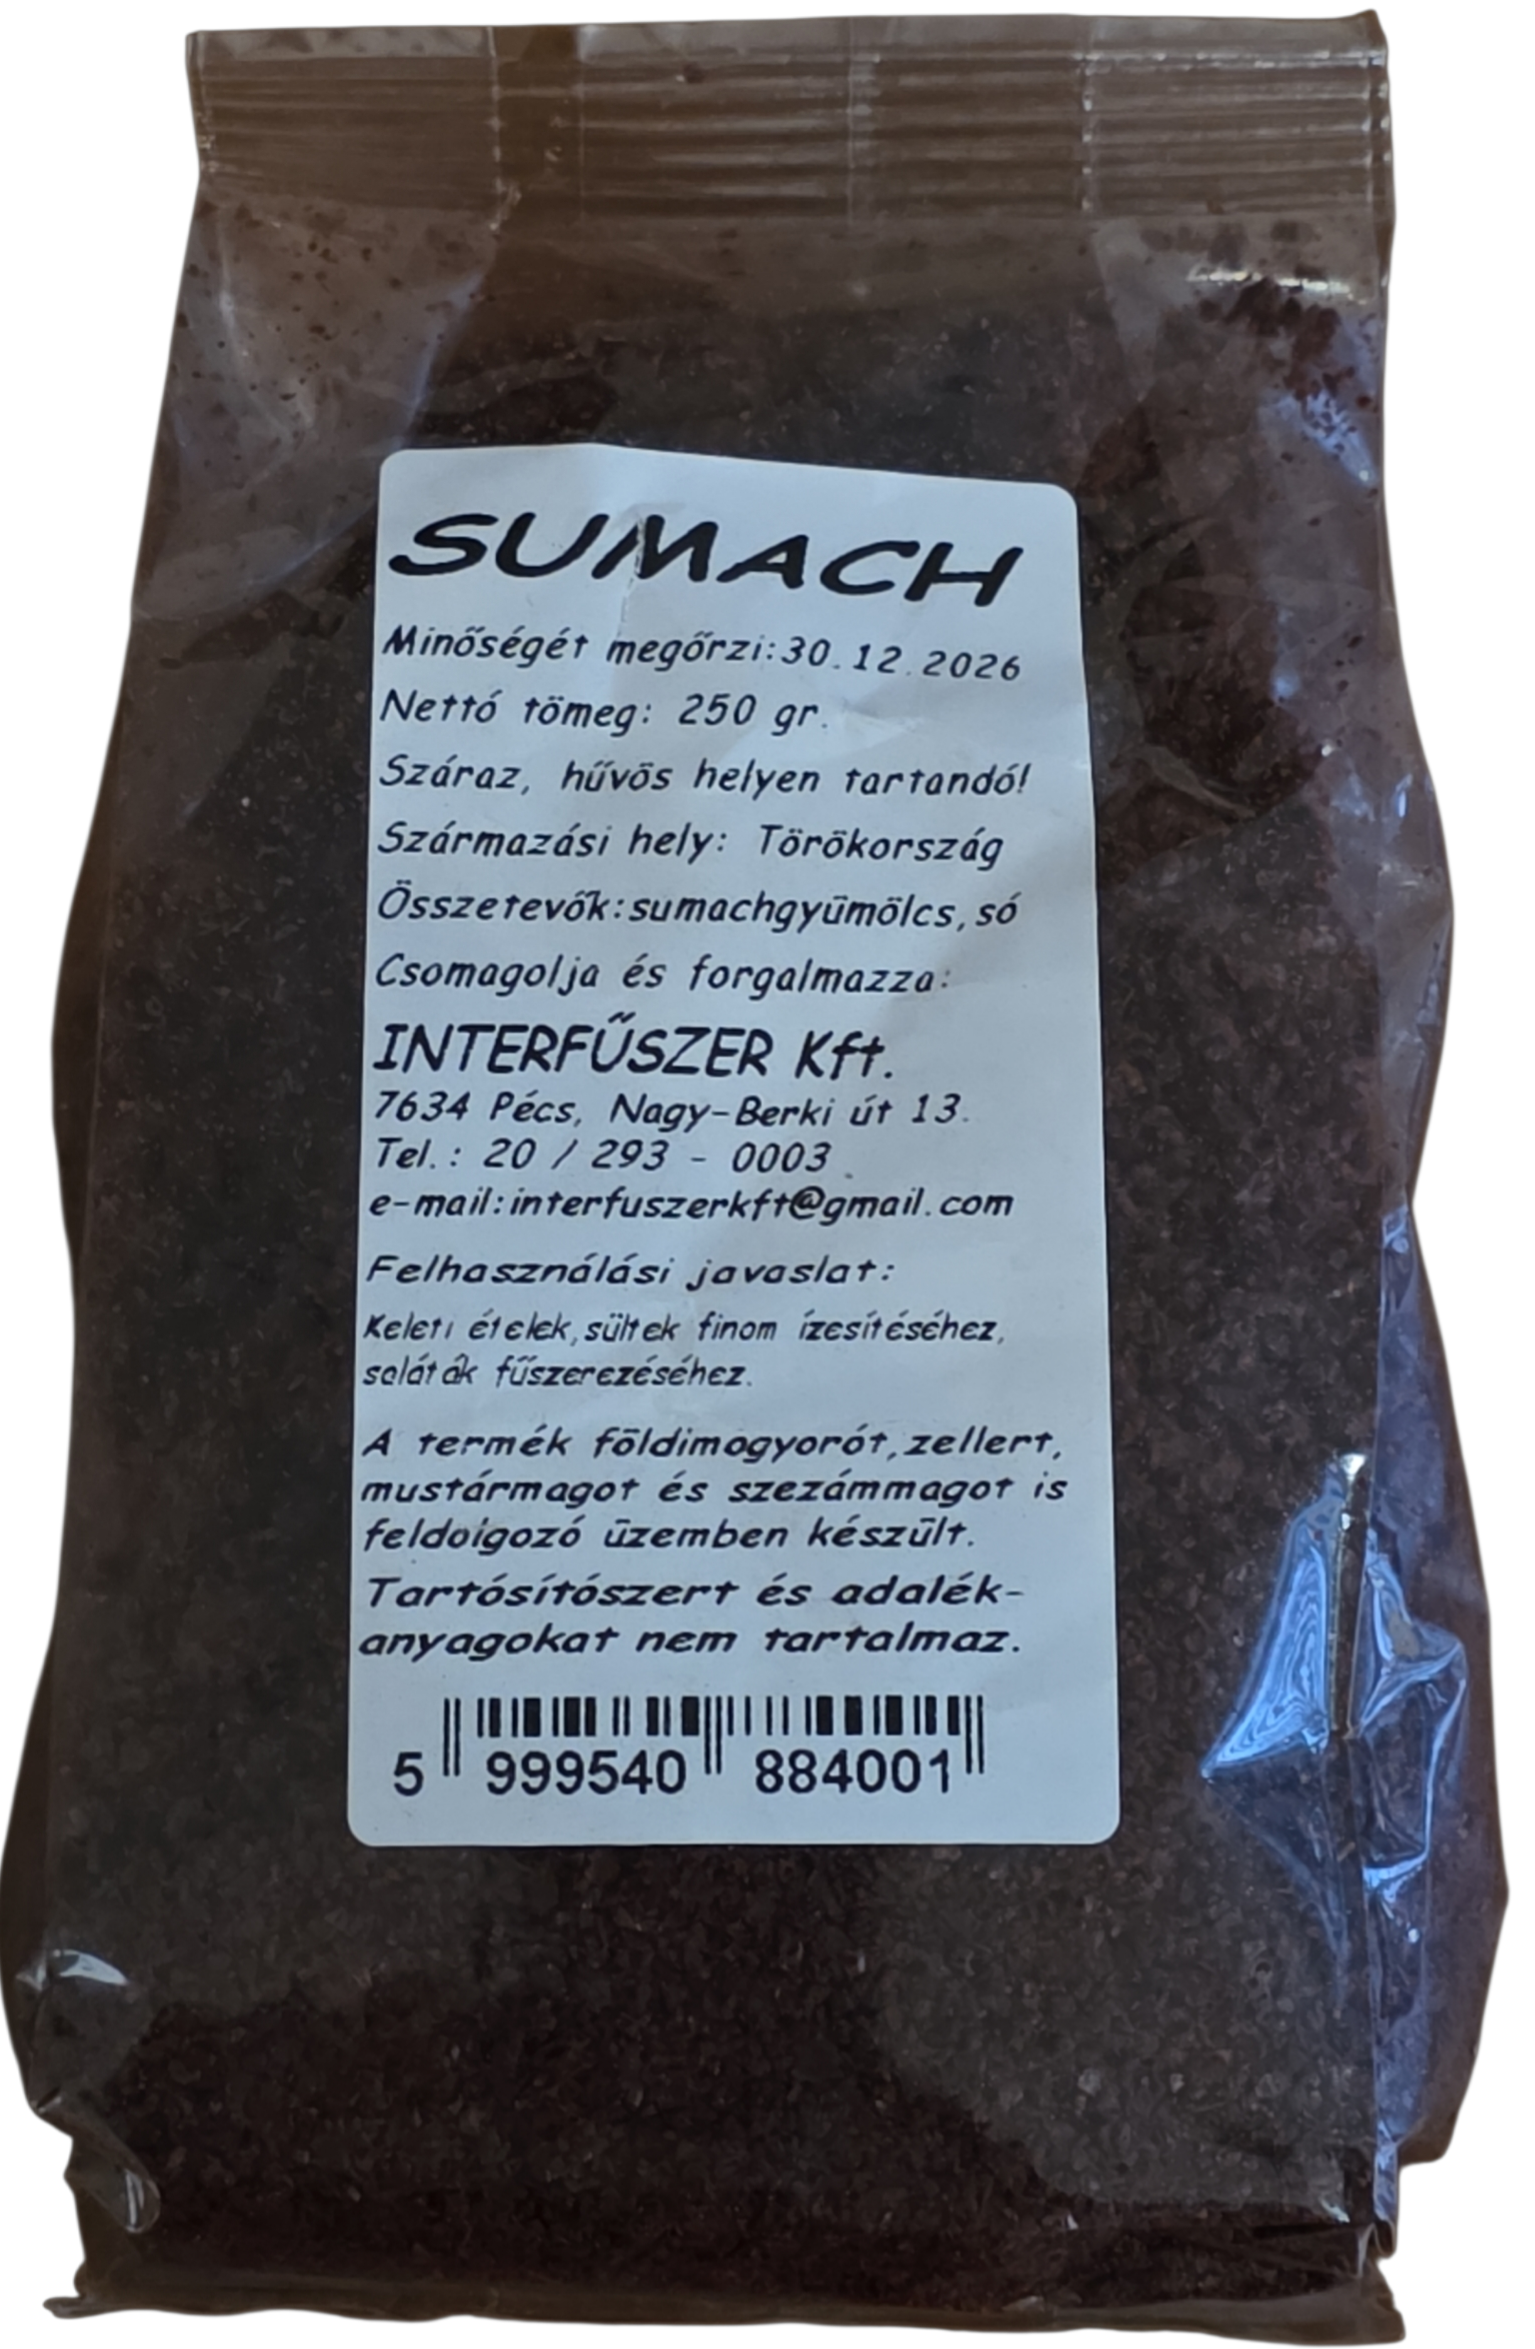 SUMACH
Minőségét megőrzi:30.12.2026
Nettó tömeg: 250 gr.
Száraz, hűvös helyen tartandó!
Származási hely: Törökország
Összetevők:sumachgyümölcs,só
Csomagolja és forgalmazza:
INTERFŰSZER Kft.
7634 Pécs, Nagy-Berki út 13.
Tel.: 20 / 293 - 0003
e-mail:interfuszerkft@gmail.com
Felhasználási javaslat:
Keleti ételek,sültek finom ízesítéséhez,
saláták fűszerezéséhez.
A termék földimogyorót,zellert,
mustármagot és szezámmagot is
feldoigozó üzemben készült.
Tartósítószert és adalék-
anyagokat nem tartalmaz.
5 999540 884001